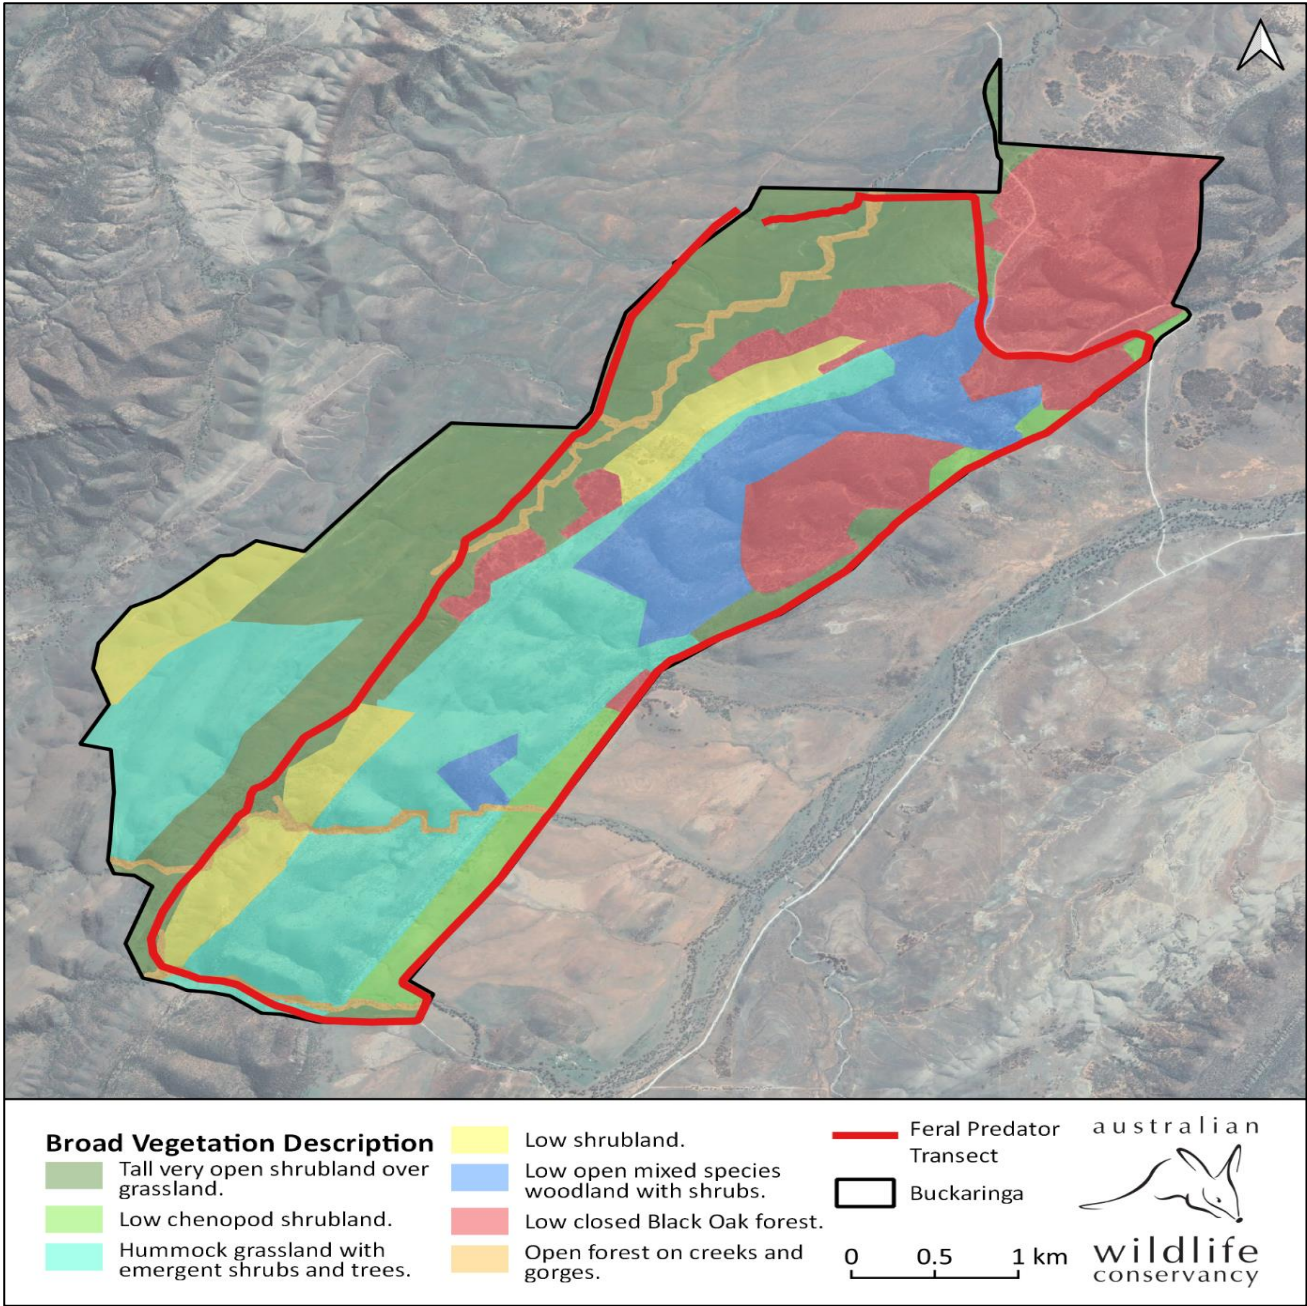 Broad Vegetation Description
Tall very open shrubland over
grassland.
Low chenopod shrubland.
Hummock grassland with
emergent shrubs and trees.
Low shrubland.
Low open mixed species
woodland with shrubs.
Low closed Black Oak forest.
Open forest on creeks and
gorges.
Feral Predator
Transect
Buckaringa
0 0.5 1 km
australian
wildlife
conservancy